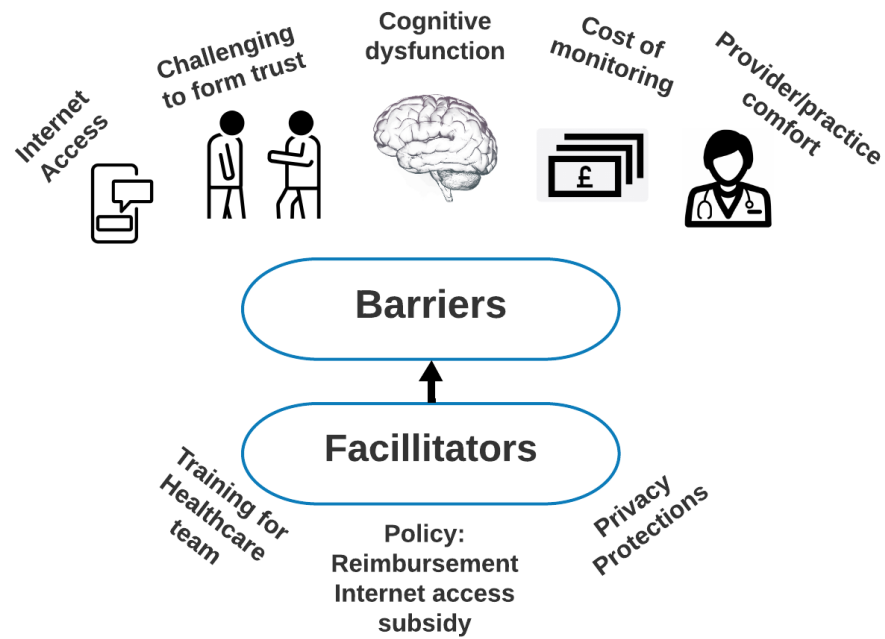 Internet
Access
Challenging
to form trust
Cognitive
dysfunction
Cost of
monitoring
Provider/practice
comfort
£
Barriers
Facillitators
Training for
Healthcare
team
Policy:
Reimbursement
Internet access
subsidy
Privacy
Protections